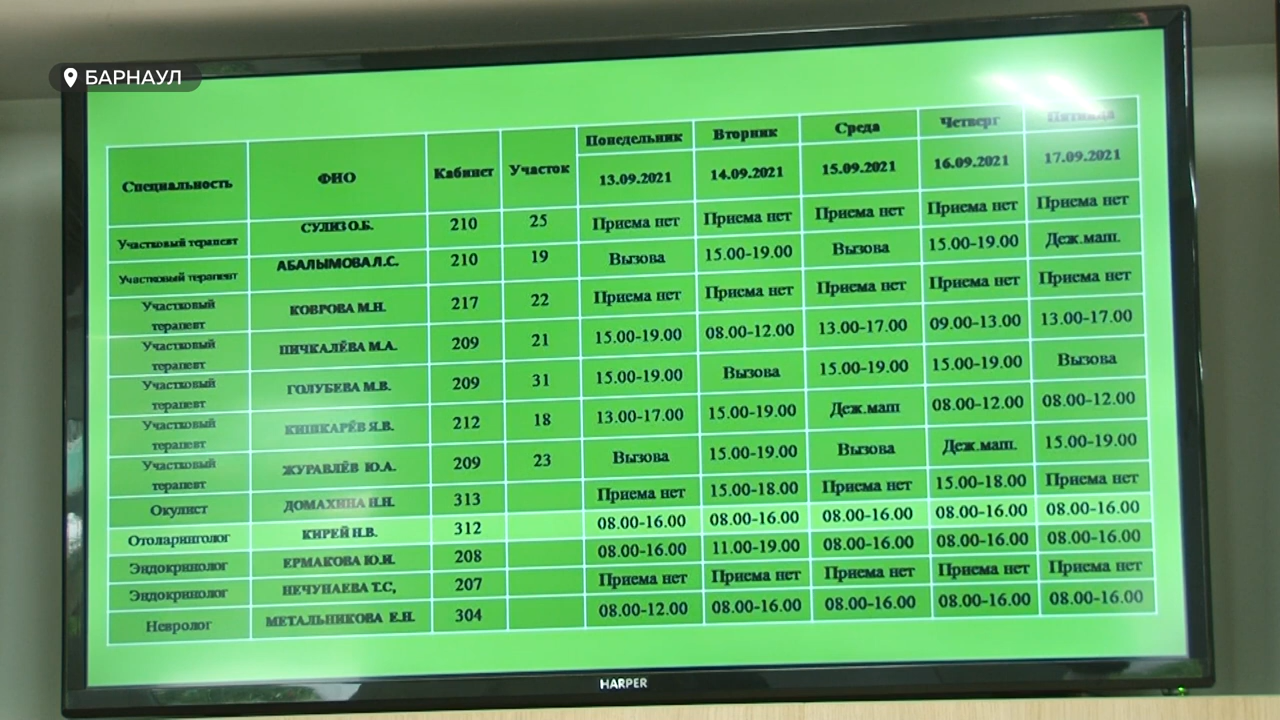 БАРНАУЛ
Специальность ФИО Кабинет Участок Понедельник Вторник Среда Четверг Пятница
13.09.2021 14.09.2021 15.09.2021 16.09.2021 17.09.2021
Участковый терапевт СУЛИЗ О.Б. 210 25 Приема нет Приема нет Приема нет Приема нет Приема нет
Участковый терапевт АБАЛЫМОВА Л.С. 210 19 Вызова 15.00-19.00 Вызова 15.00-19.00 Деж.маш.
Участковый терапевт КОВРОВА М.Н. 217 22 Приема нет Приема нет Приема нет Приема нет Приема нет
Участковый терапевт ПИЧКАЛЁВА М.А. 209 21 15.00-19.00 08.00-12.00 13.00-17.00 09.00-13.00 13.00-17.00
Участковый терапевт ГОЛУБЕВА М.В. 209 31 15.00-19.00 Вызова 15.00-19.00 15.00-19.00 Вызова
Участковый терапевт КИШКАРЁВ Я.В. 212 18 13.00-17.00 15.00-19.00 Деж.маш 08.00-12.00 08.00-12.00
Участковый терапевт ЖУРАВЛЁВ Ю.А. 209 23 Вызова 15.00-19.00 Вызова Деж.маш. 15.00-19.00
Окулист ДОМАХИНА Н.Н. 313 Приема нет 15.00-18.00 Приема нет 15.00-18.00 Приема нет
Отоларинголог КИРЕЙ Н.В. 312 08.00-16.00 08.00-16.00 08.00-16.00 08.00-16.00 08.00-16.00
Эндокринолог ЕРМАКОВА Ю.И. 208 08.00-16.00 11.00-19.00 08.00-16.00 08.00-16.00 08.00-16.00
Эндокринолог НЕЧУНАЕВА Т.С, 207 Приема нет Приема нет Приема нет Приема нет Приема нет
Невролог МЕТАЛЬНИКОВА Е.Н. 304 08.00-12.00 08.00-16.00 08.00-16.00 08.00-16.00 08.00-16.00
HARPER